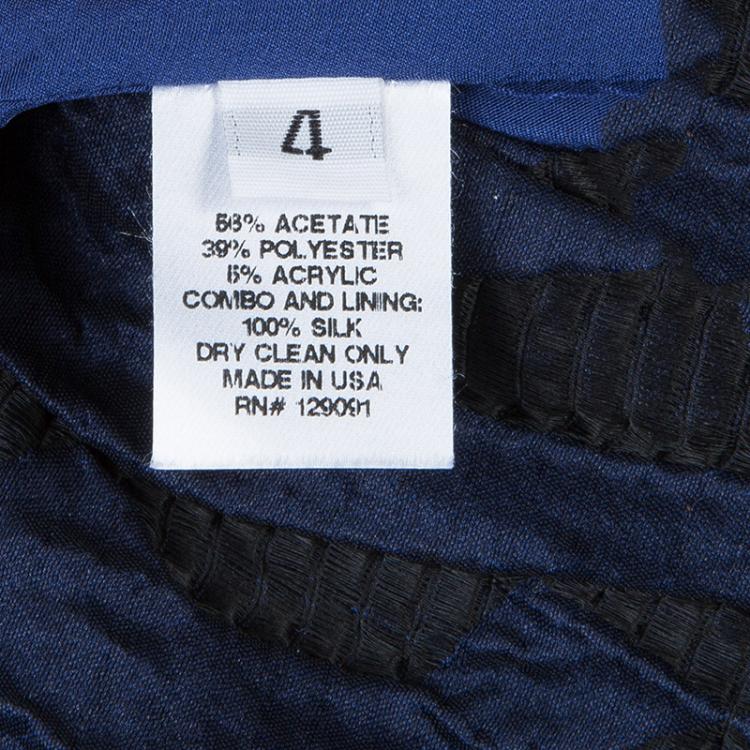 4
56% ACETATE
39% POLYESTER
5% ACRYLIC
COMBO AND LINING:
100% SILK
DRY CLEAN ONLY
MADE IN USA
RN# 129091